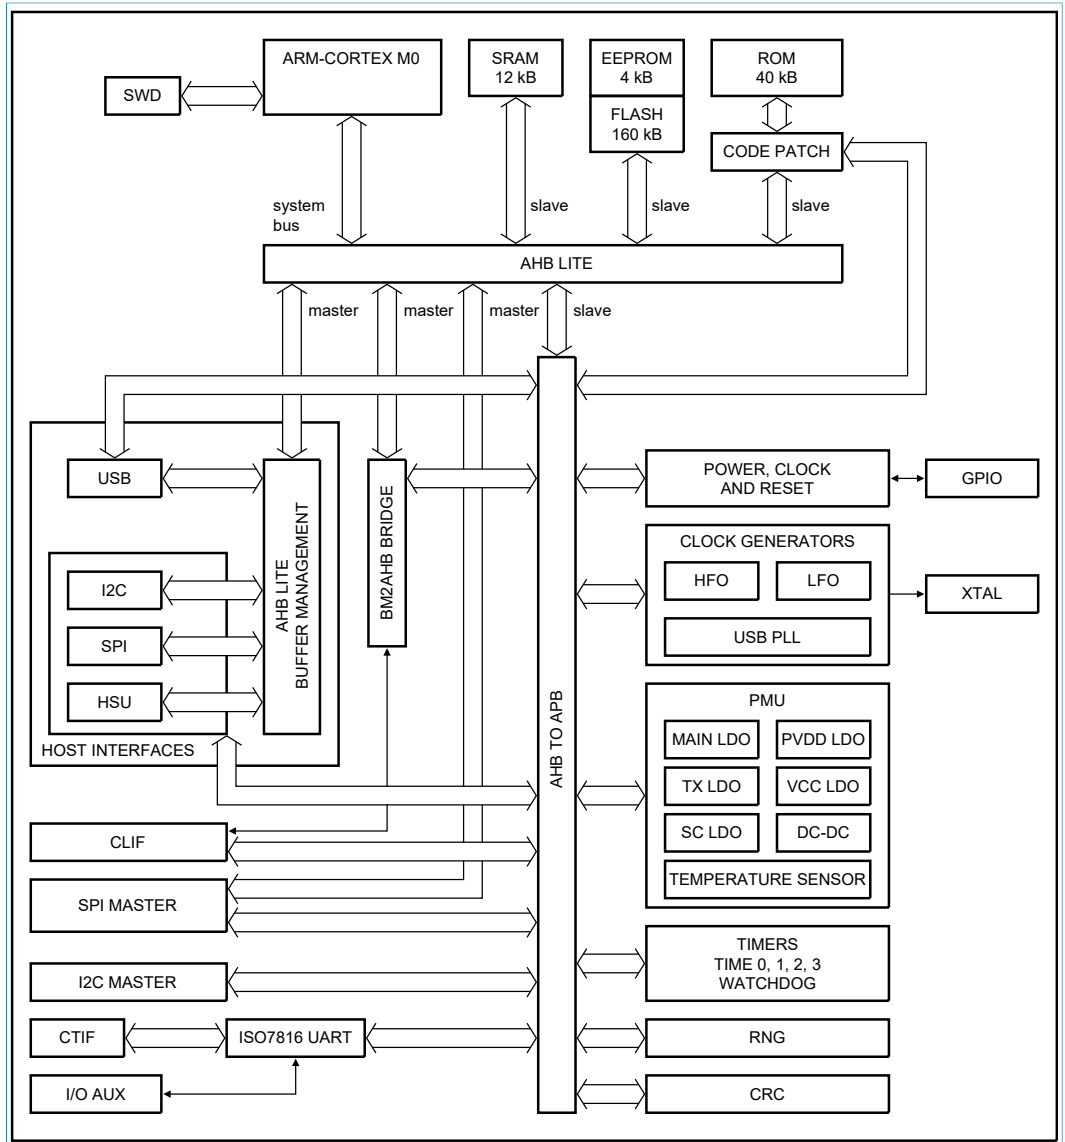 ARM-CORTEX M0
SWD
SRAM
12 kB
EEPROM
4 kB
FLASH
160 kB
ROM
40 kB
CODE PATCH
system
bus
slave
slave
slave
AHB LITE
master
master
master
slave
USB
I2C
SPI
HSU
HOST INTERFACES
AHB LITE
BUFFER MANAGEMENT
BM2AHB BRIDGE
AHB TO APB
CLIF
SPI MASTER
I2C MASTER
CTIF
ISO7816 UART
I/O AUX
POWER, CLOCK
AND RESET
GPIO
CLOCK GENERATORS
HFO
LFO
USB PLL
XTAL
PMU
MAIN LDO
PVDD LDO
TX LDO
VCC LDO
SC LDO
DC-DC
TEMPERATURE SENSOR
TIMERS
TIME 0, 1, 2, 3
WATCHDOG
RNG
CRC